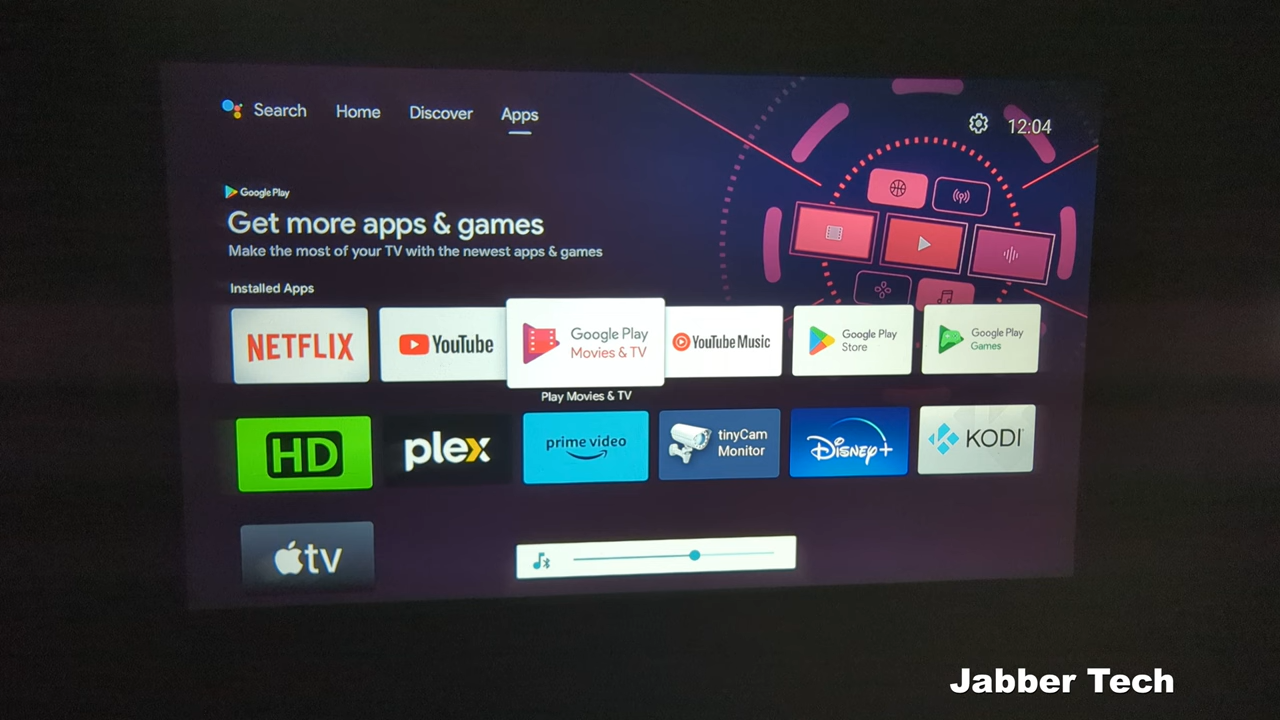 Search Home Discover Apps
12:04
Google Play
Get more apps & games
Make the most of your TV with the newest apps & games
Installed Apps
NETFLIX
YouTube
Google Play
Movies & TV
YouTube Music
Google Play
Store
Google Play
Games
Play Movies & TV
HD
plex
prime video
tinyCam
Monitor
Disney+
KODI
tv
Jabber Tech